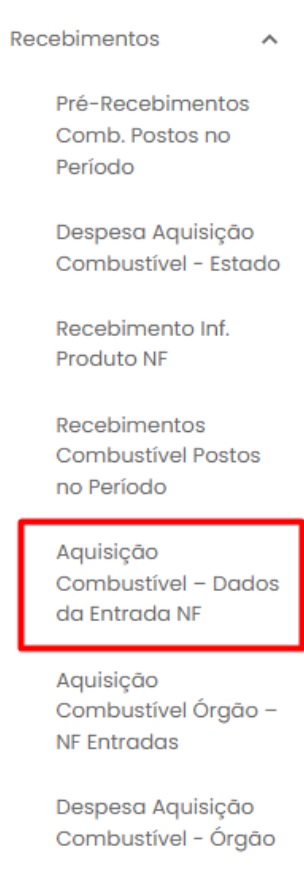 Recebimentos
Pré-Recebimentos
Comb. Postos no
Período
Despesa Aquisição
Combustível - Estado
Recebimento Inf.
Produto NF
Recebimentos
Combustível Postos
no Período
Aquisição
Combustível – Dados
da Entrada NF
Aquisição
Combustível Órgão –
NF Entradas
Despesa Aquisição
Combustível - Órgão